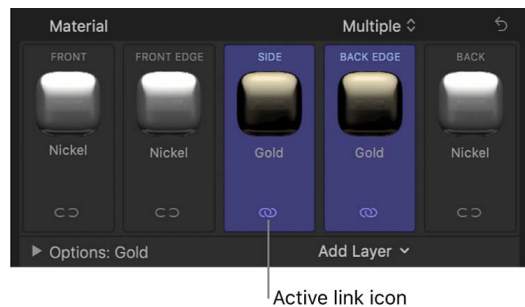 Material Multiple
FRONT FRONT EDGE SIDE BACK EDGE BACK
Nickel Nickel Gold Gold Nickel
Options: Gold Add Layer
Active link icon